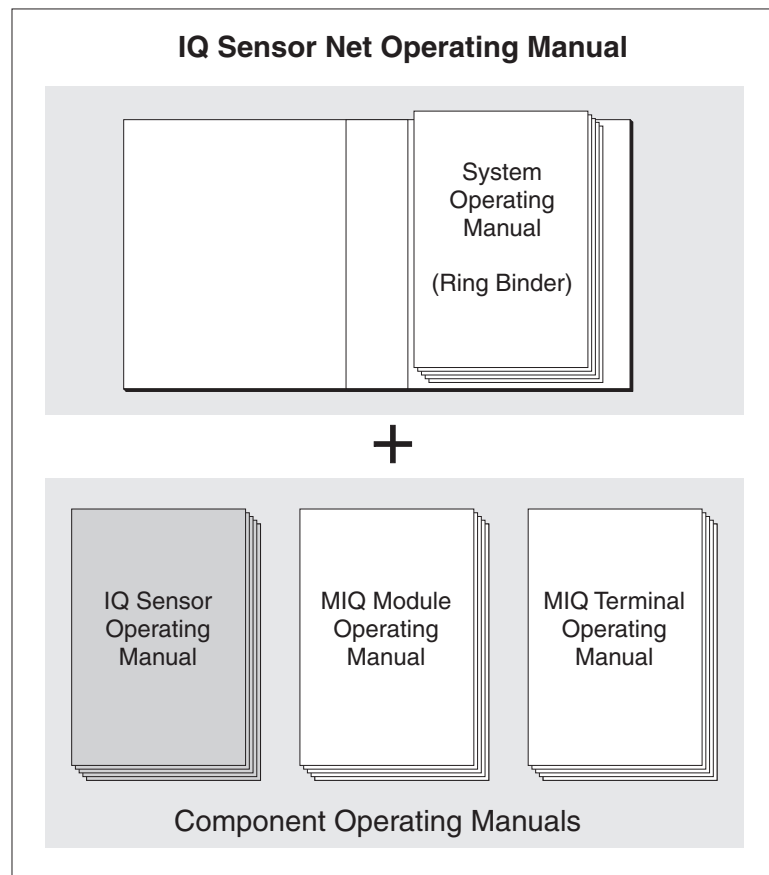 IQ Sensor Net Operating Manual
System
Operating
Manual
(Ring Binder)
+
IQ Sensor
Operating
Manual
MIQ Module
Operating
Manual
MIQ Terminal
Operating
Manual
Component Operating Manuals